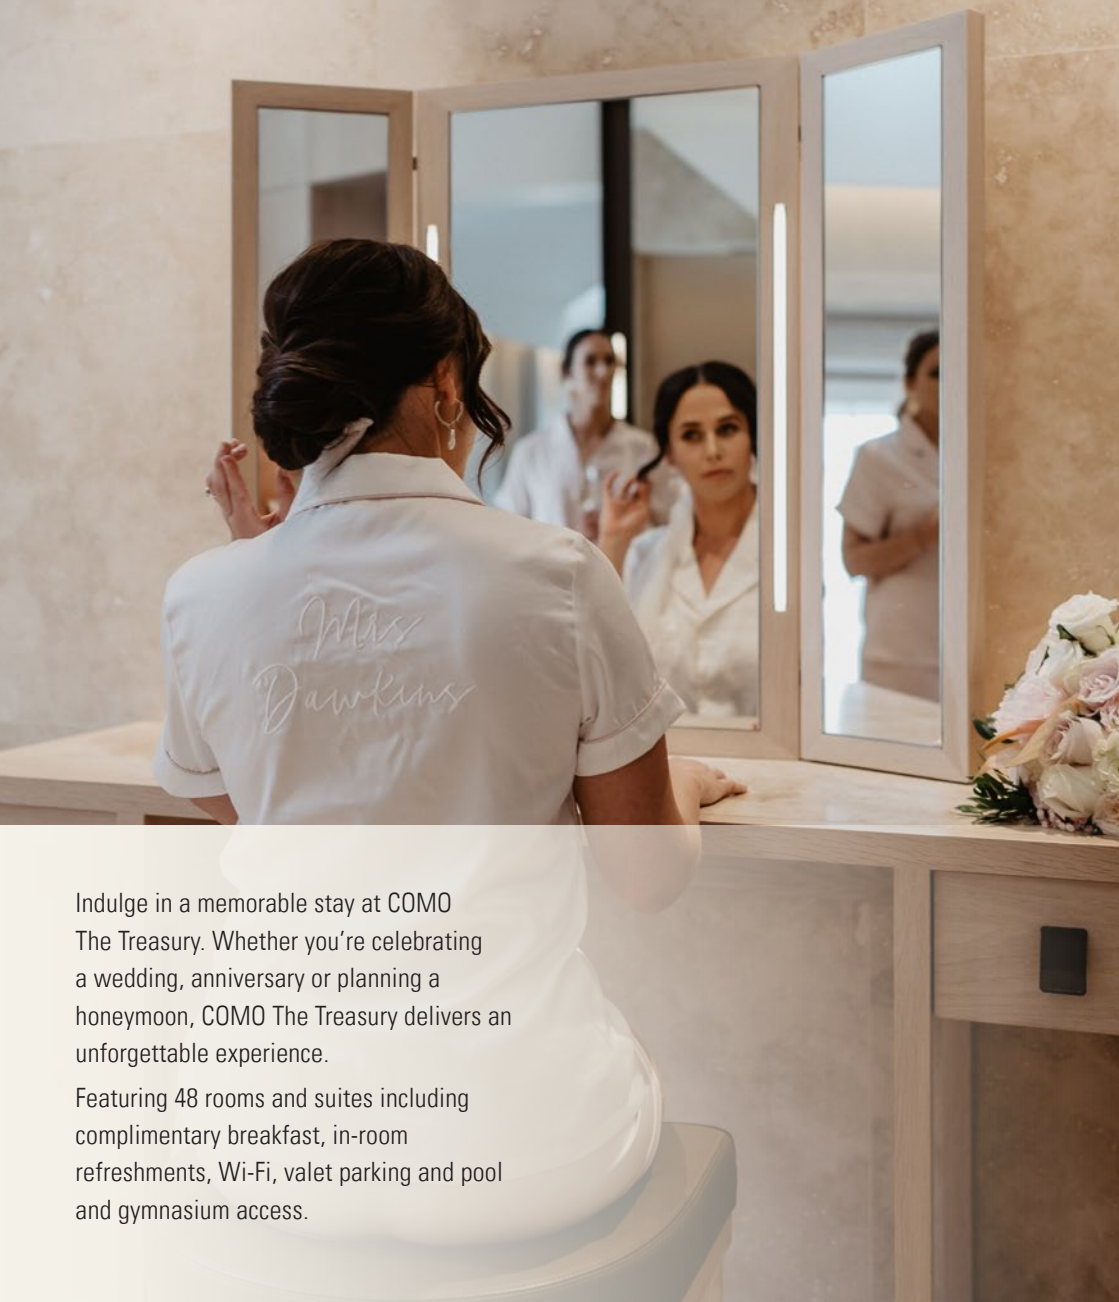 Mrs
Dawkins
Indulge in a memorable stay at COMO
The Treasury. Whether you’re celebrating
a wedding, anniversary or planning a
honeymoon, COMO The Treasury delivers an
unforgettable experience.
Featuring 48 rooms and suites including
complimentary breakfast, in-room
refreshments, Wi-Fi, valet parking and pool
and gymnasium access.